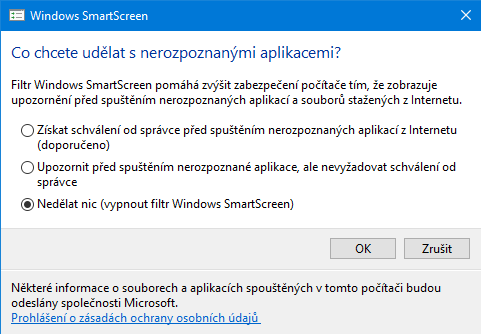 Windows SmartScreen
Co chcete udělat s nerozpoznanými aplikacemi?
Filtr Windows SmartScreen pomáhá zvýšit zabezpečení počítače tím, že zobrazuje
upozornění před spuštěním nerozpoznaných aplikací a souborů stažených z Internetu.
Získat schválení od správce před spuštěním nerozpoznaných aplikací z Internetu
(doporučeno)
Upozornit před spuštěním nerozpoznané aplikace, ale nevyžadovat schválení od
správce
Nedělat nic (vypnout filtr Windows SmartScreen)
OK
Zrušit
Některé informace o souborech a aplikacích spouštěných v tomto počítači budou
odeslány společnosti Microsoft.
Prohlášení o zásadách ochrany osobních údajů